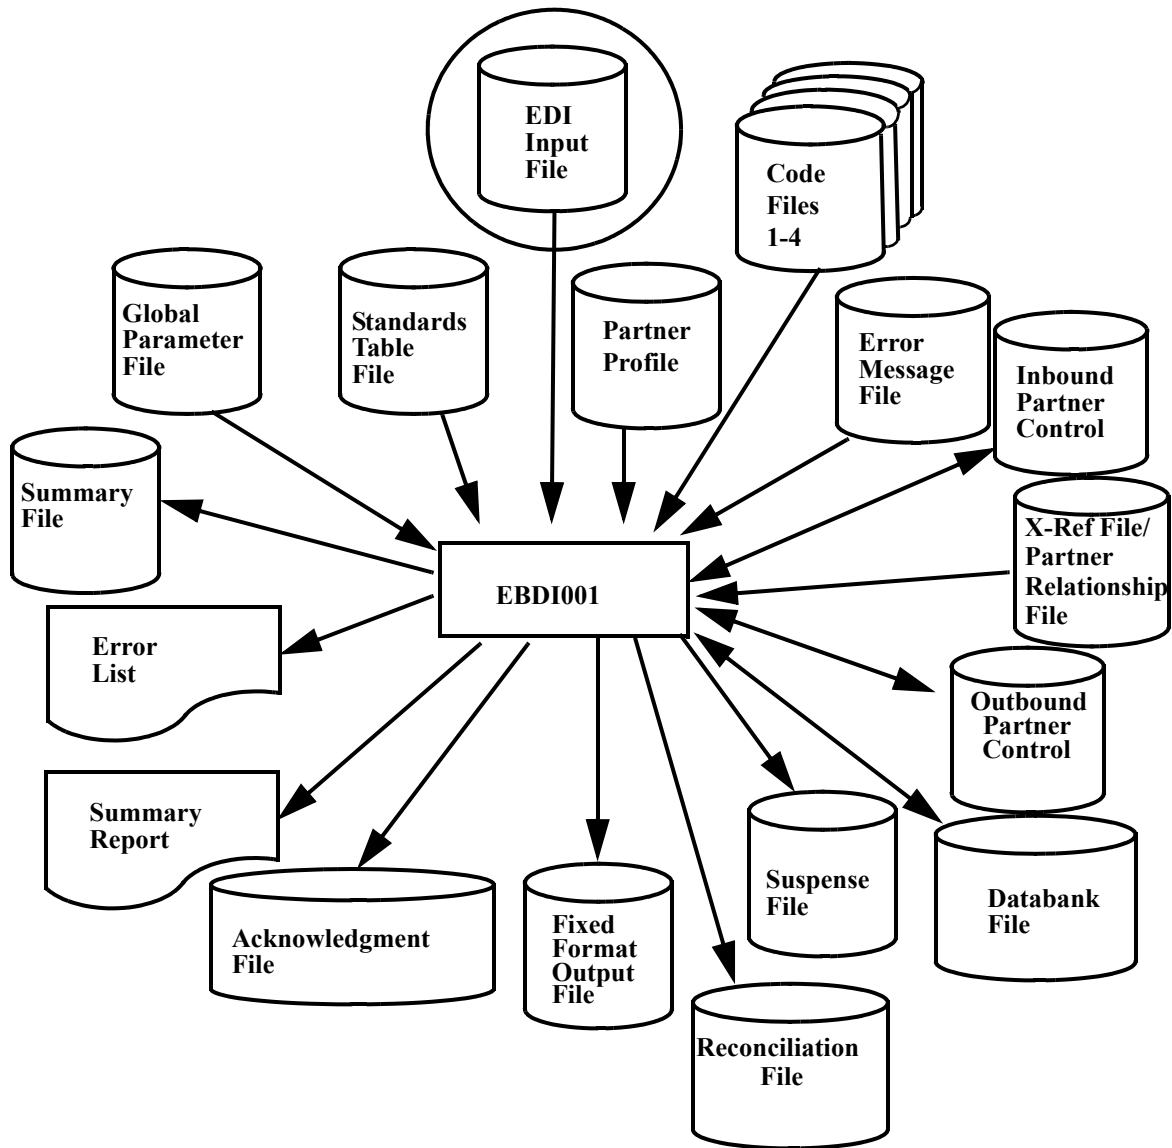 EDI
Input
File
Code
Files
1-4
Global
Parameter
File
Standards
Table
File
Partner
Profile
Error
Message
File
Inbound
Partner
Control
Summary
File
X-Ref File/
Partner
Relationship
File
EBDI001
Error
List
Outbound
Partner
Control
Summary
Report
Suspense
File
Databank
File
Acknowledgment
File
Fixed
Format
Output
File
Reconciliation
File